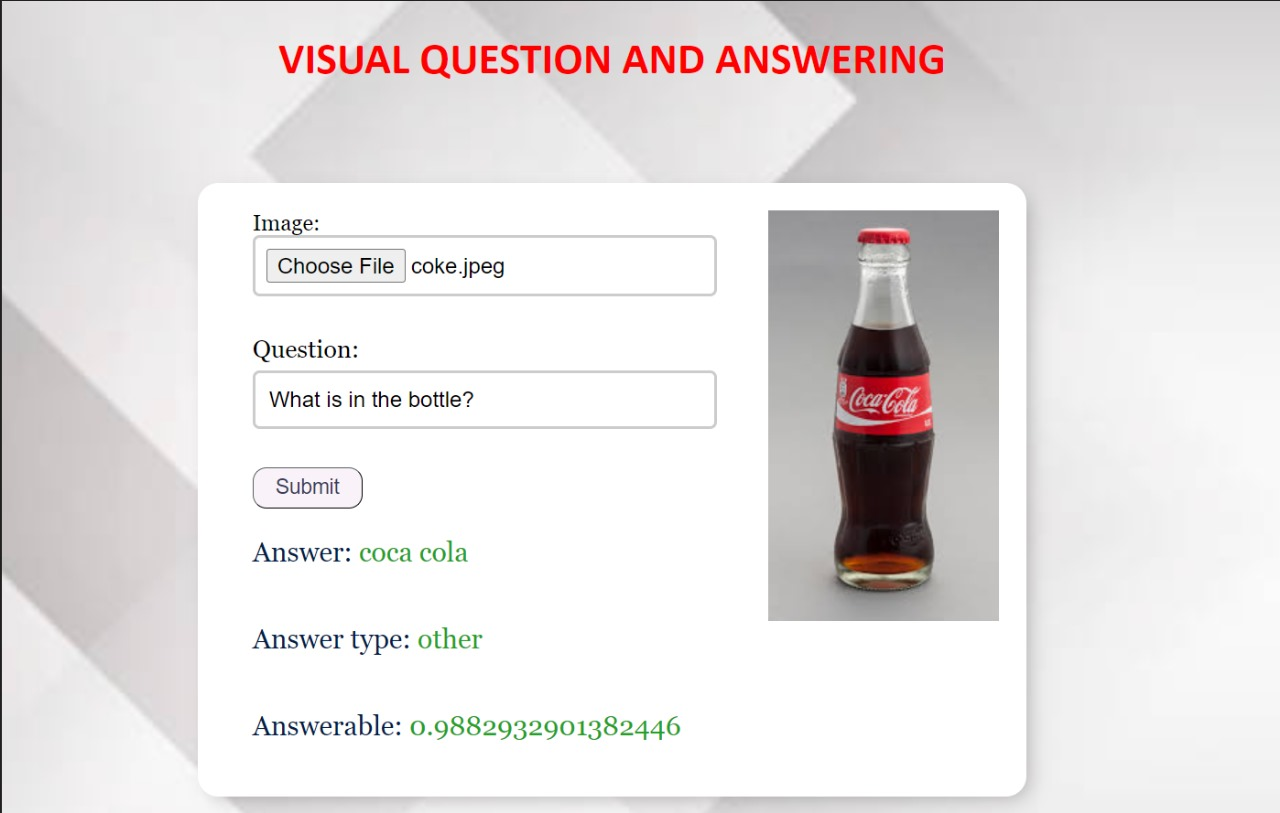 VISUAL QUESTION AND ANSWERING
Image:
Choose File coke.jpeg
Question:
What is in the bottle?
Submit
Answer: coca cola
Answer type: other
Answerable: 0.9882932901382446
Coca-Cola